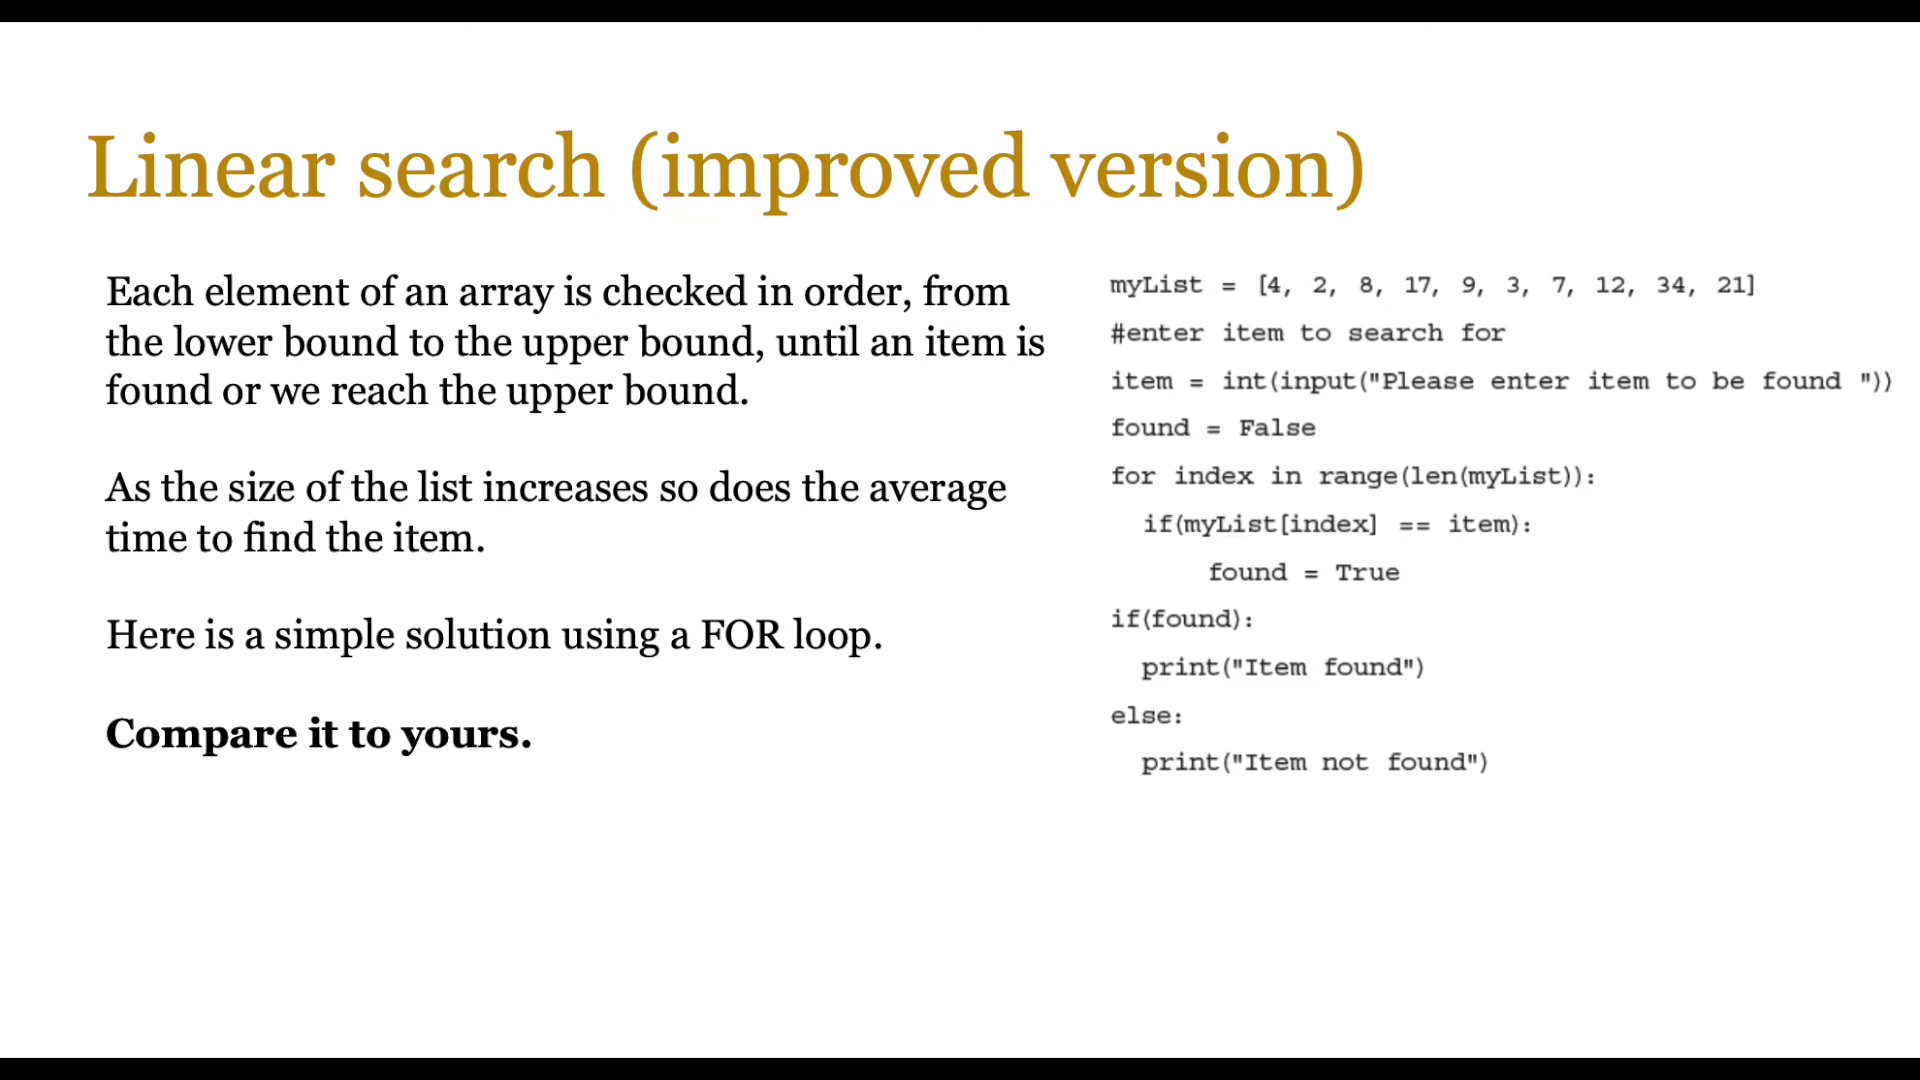 Linear search (improved version)
Each element of an array is checked in order, from
the lower bound to the upper bound, until an item is
found or we reach the upper bound.
As the size of the list increases so does the average
time to find the item.
Here is a simple solution using a FOR loop.
Compare it to yours.
myList = [4, 2, 8, 17, 9, 3, 7, 12, 34, 21]
#enter item to search for
item = int(input("Please enter item to be found "))
found = False
for index in range(len(myList)):
  if(myList[index] == item):
      found = True
if(found):
  print("Item found")
else:
  print("Item not found")